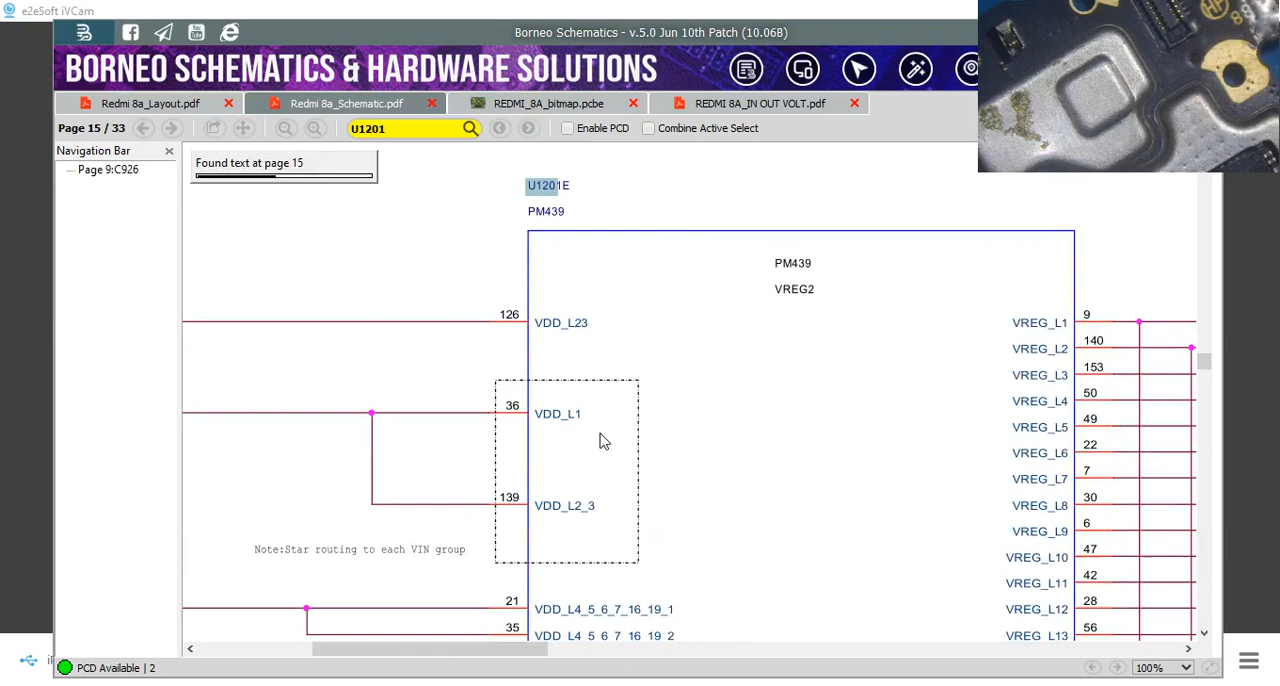 e2eSoft iVCam
Borneo Schematics - v.5.0 Jun 10th Patch (10.06B)
BORNEO SCHEMATICS & HARDWARE SOLUTIONS
Redmi 8a_Layout.pdf
Redmi 8a_Schematic.pdf
REDMI_8A_bitmap.pcbe
REDMI 8A_IN OUT VOLT.pdf
Page 15 / 33
U1201
Enable PCD
Combine Active Select
Navigation Bar
Page 9:C926
Found text at page 15
U1201E
PM439
PM439
VREG2
126 VDD_L23
36 VDD_L1
139 VDD_L2_3
Note:Star routing to each VIN group
21 VDD_L4_5_6_7_16_19_1
35 VDD_L4_5_6_7_16_19_2
VREG_L1 9
VREG_L2 140
VREG_L3 153
VREG_L4 50
VREG_L5 49
VREG_L6 22
VREG_L7 7
VREG_L8 30
VREG_L9 6
VREG_L10 47
VREG_L11 42
VREG_L12 28
VREG_L13 56
PCD Available | 2
100%